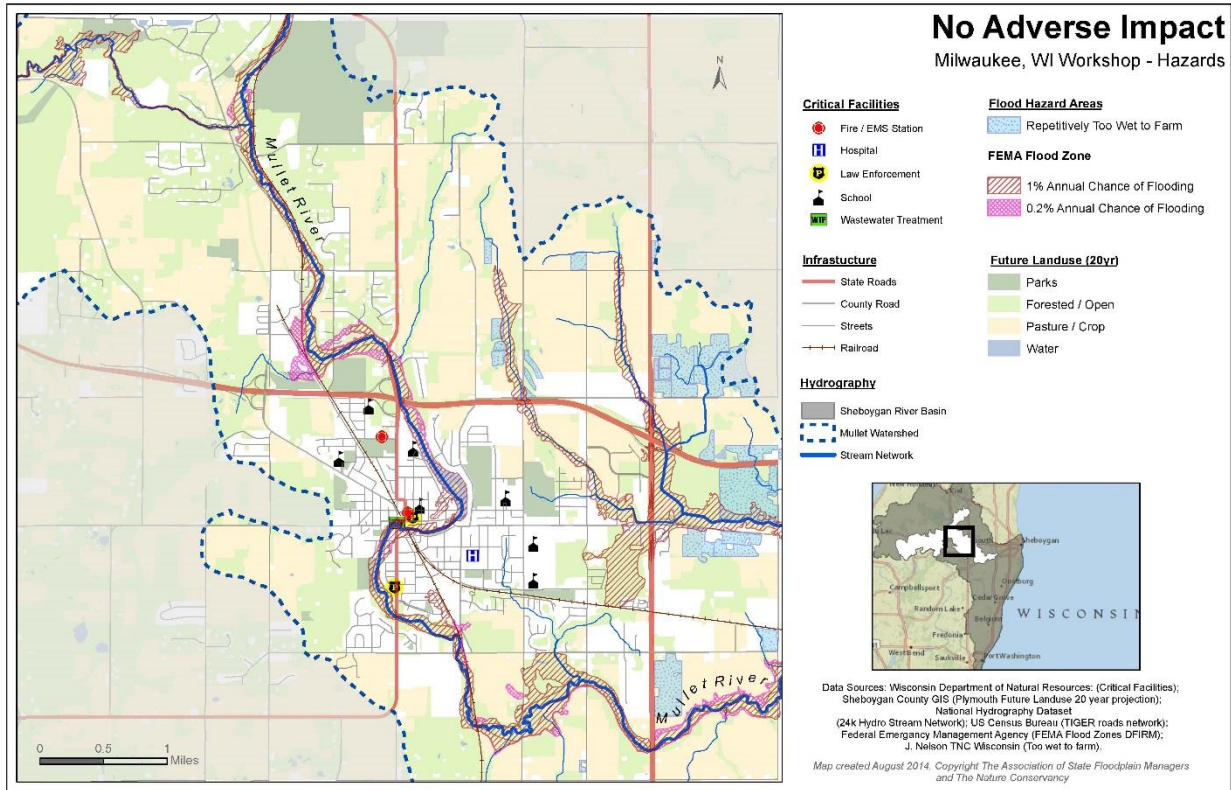 No Adverse Impact
Milwaukee, WI Workshop - Hazards
N
Mullet River
Mullet River
0 0.5 1
Miles
Critical Facilities
Fire / EMS Station
H
Hospital
P
Law Enforcement
School
WTF
Wastewater Treatment
Flood Hazard Areas
Repetitively Too Wet to Farm
FEMA Flood Zone
1% Annual Chance of Flooding
0.2% Annual Chance of Flooding
Infrastucture
State Roads
County Road
Streets
Railroad
Future Landuse (20yr)
Parks
Forested / Open
Pasture / Crop
Water
Hydrography
Sheboygan River Basin
Mullet Watershed
Stream Network
Sheboygan
Campbellsport
Oostburg
Cedar Grove
Random Lake
Belgium
WISCONSIN
Fredonia
West Bend
Saukville
Port Washington
Data Sources: Wisconsin Department of Natural Resources: (Critical Facilities);
Sheboygan County GIS (Plymouth Future Landuse 20 year projection);
National Hydrography Dataset
(24k Hydro Stream Network); US Census Bureau (TIGER roads network);
Federal Emergancy Management Agency (FEMA Flood Zones DFIRM);
J. Nelson TNC Wisconsin (Too wet to farm).
Map created August 2014. Copyright The Association of State Floodplain Managers
and The Nature Conservancy